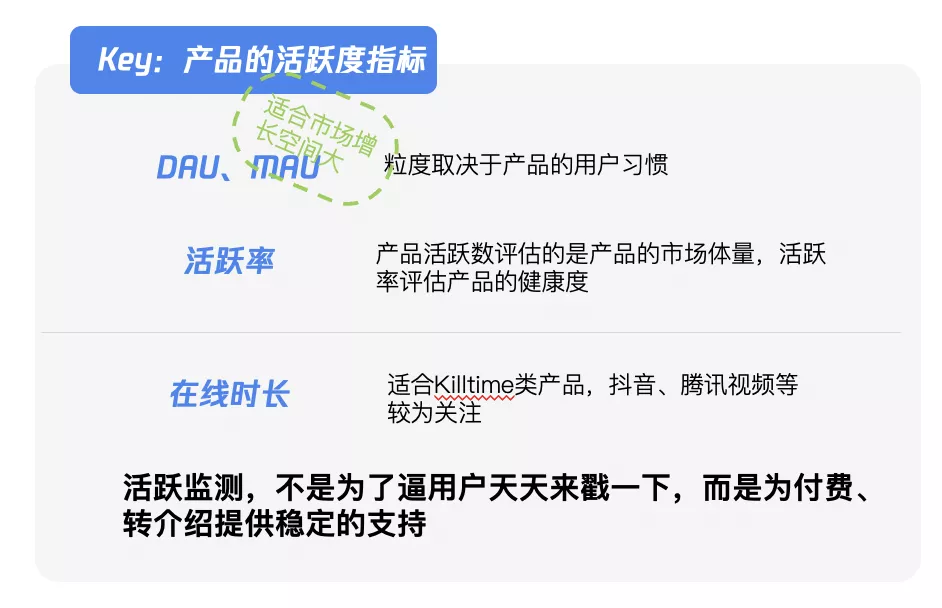 Key：产品的活跃度指标
适合市场增
长空间大
DAU、MAU
粒度取决于产品的用户习惯
活跃率
产品活跃数评估的是产品的市场体量，活跃
率评估产品的健康度
在线时长
适合Killtime类产品，抖音、腾讯视频等
较为关注
活跃监测，不是为了逼用户天天来戳一下，而是为付费、
转介绍提供稳定的支持